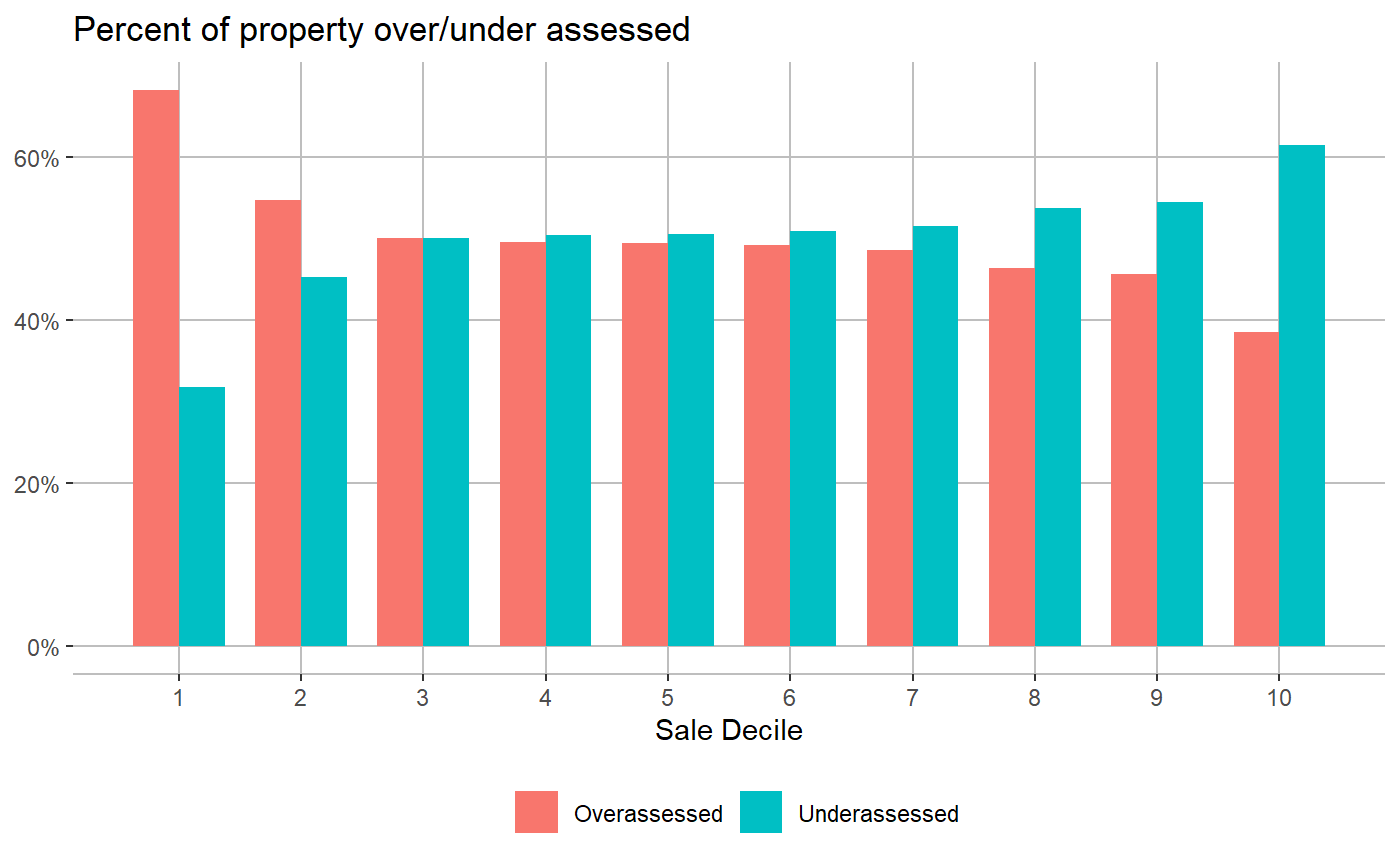 Percent of property over/under assessed
60%
40%
20%
0%
1 2 3 4 5 6 7 8 9 10
Sale Decile
Overassessed Underassessed